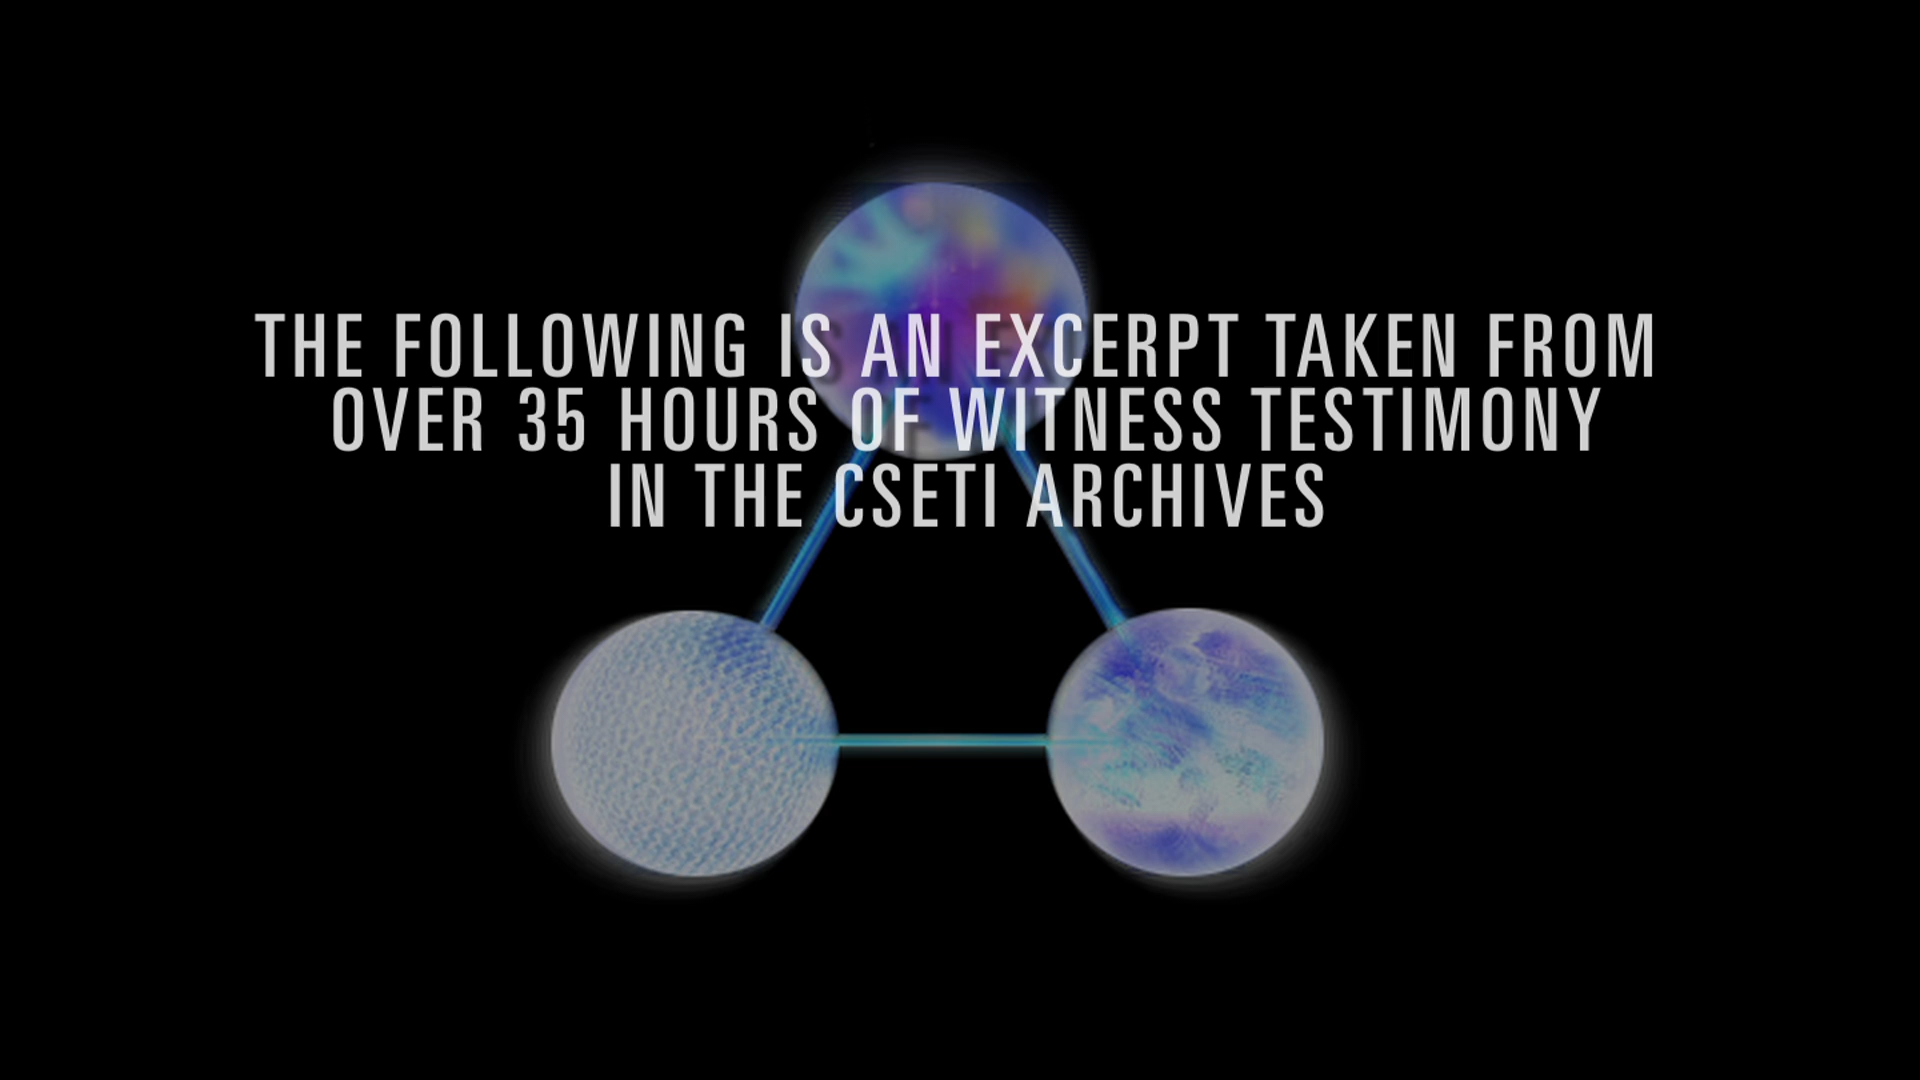 THE FOLLOWING IS AN EXCERPT TAKEN FROM
OVER 35 HOURS OF WITNESS TESTIMONY
IN THE CSETI ARCHIVES